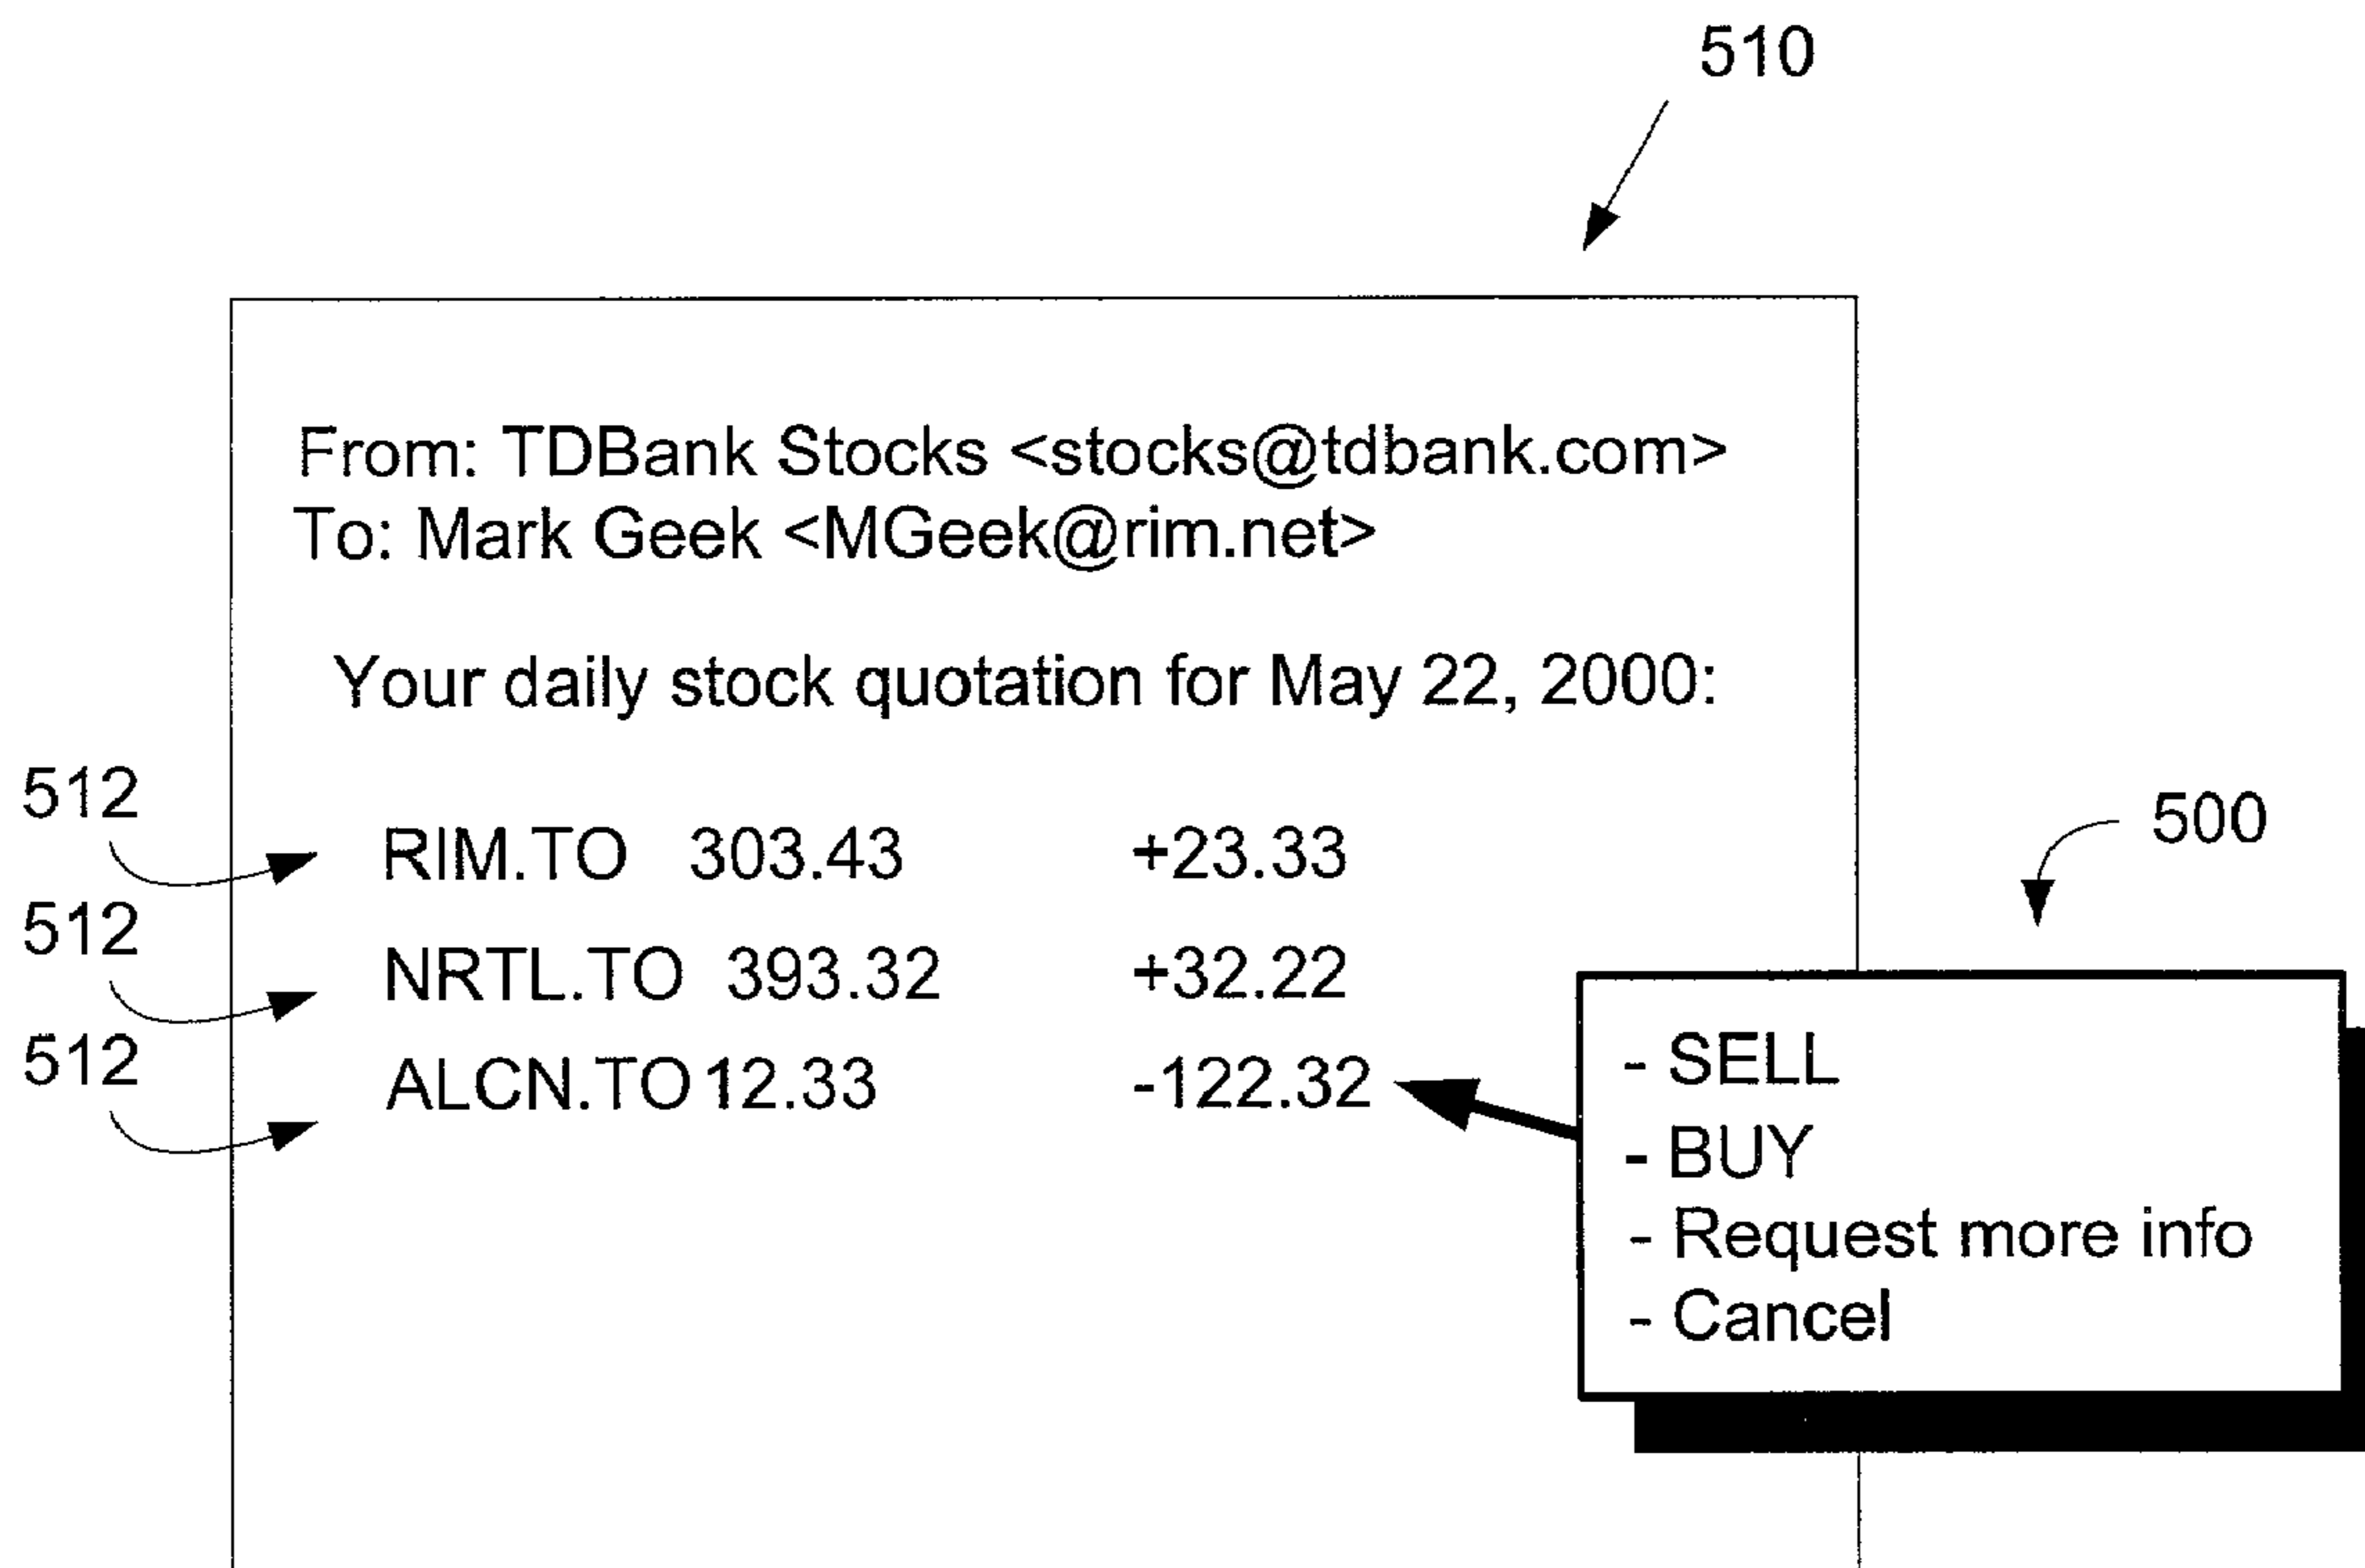 510
From: TDBank Stocks <stocks@tdbank.com>
To: Mark Geek <MGeek@rim.net>
Your daily stock quotation for May 22, 2000:
512
RIM.TO 303.43 +23.33
500
512
NRTL.TO 393.32 +32.22
512
ALCN.TO 12.33 -122.32
- SELL
- BUY
- Request more info
- Cancel